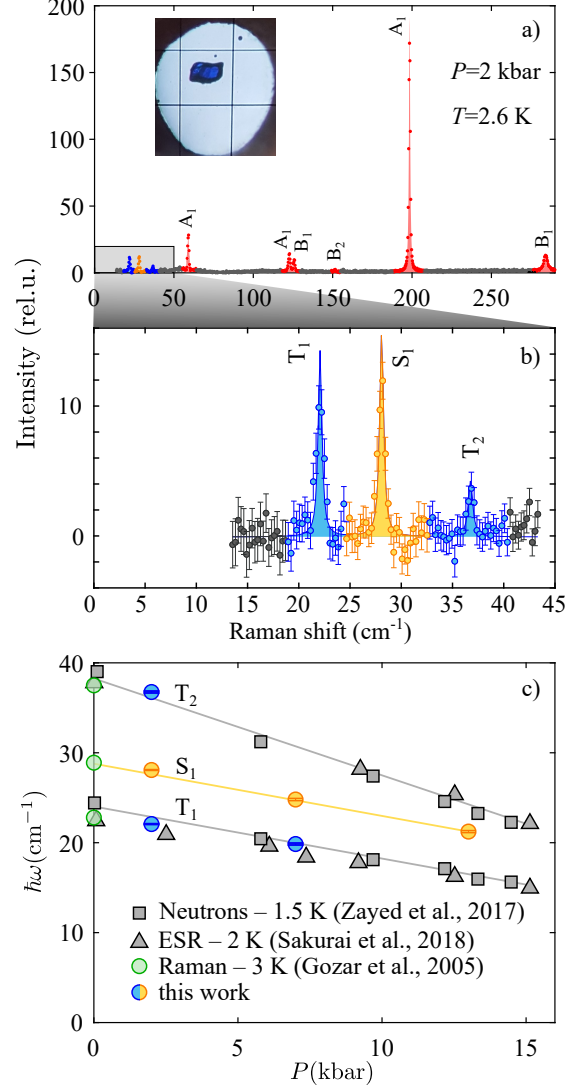 a)
P=2 kbar
T=2.6 K
A1
A1
B1
B2
A1
B1
200
150
100
50
0
0 50 100 150 200 250
Intensity (rel.u.)
b)
T1
S1
T2
10
0
0 5 10 15 20 25 30 35 40 45
Raman shift (cm-1)
c)
T2
S1
T1
40
30
20
10
0
ħω(cm−1)
Neutrons – 1.5 K (Zayed et al., 2017)
ESR – 2 K (Sakurai et al., 2018)
Raman – 3 K (Gozar et al., 2005)
this work
0 5 10 15
P(kbar)